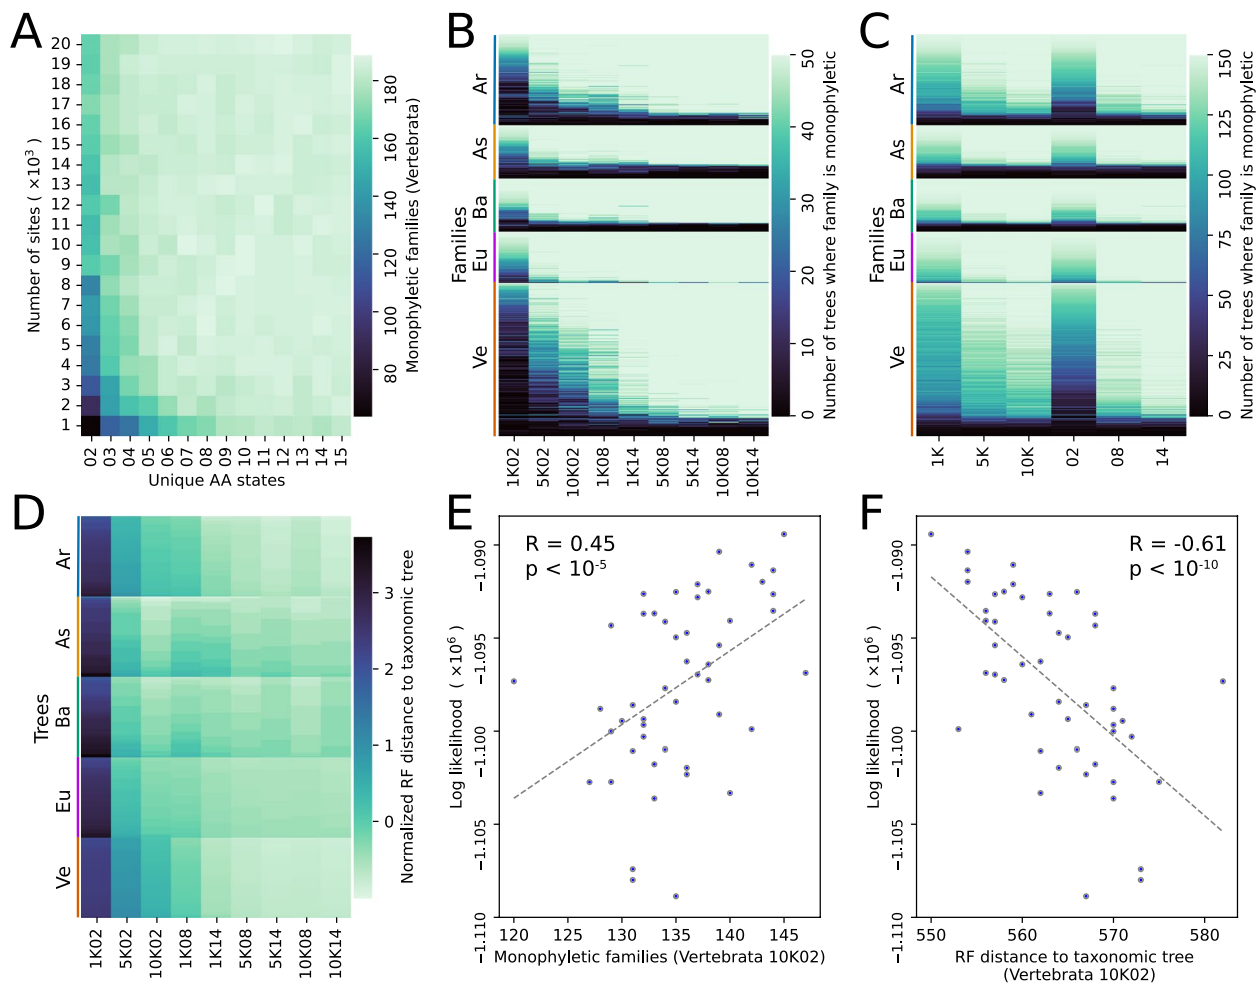 A
Number of sites ( ×10³ )
20
19
18
17
16
15
14
13
12
11
10
9
8
7
6
5
4
3
2
1
02 03 04 05 06 07 08 09 10 11 12 13 14 15
Unique AA states
180
160
140
120
100
80
Monophyletic families (Vertebrata)
B
Families
Ar
As
Ba
Eu
Ve
1K02 5K02 10K02 1K08 1K14 5K08 5K14 10K08 10K14
50
40
30
20
10
0
Number of trees where family is monophyletic
C
Families
Ar
As
Ba
Eu
Ve
1K 5K 10K 02 08 14
150
125
100
75
50
25
0
Number of trees where family is monophyletic
D
Trees
Ar
As
Ba
Eu
Ve
1K02 5K02 10K02 1K08 1K14 5K08 5K14 10K08 10K14
3
2
1
0
Normalized RF distance to taxonomic tree
E
R = 0.45
p < 10⁻⁵
Log likelihood ( ×10⁶ )
−1.090
−1.095
−1.100
−1.105
−1.110
120 125 130 135 140 145
Monophyletic families (Vertebrata 10K02)
F
R = -0.61
p < 10⁻¹⁰
Log likelihood ( ×10⁶ )
−1.090
−1.095
−1.100
−1.105
−1.110
550 560 570 580
RF distance to taxonomic tree
(Vertebrata 10K02)